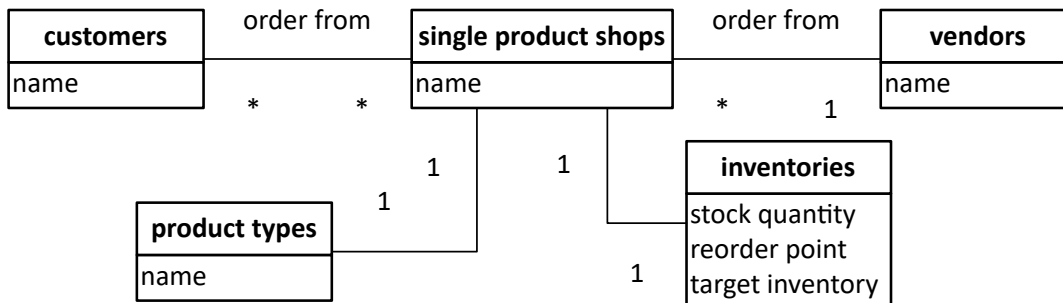 order from
order from
customers
single product shops
vendors
name
name
name
*
*
*
1
1
1
inventories
1
stock quantity
reorder point
target inventory
product types
name
1